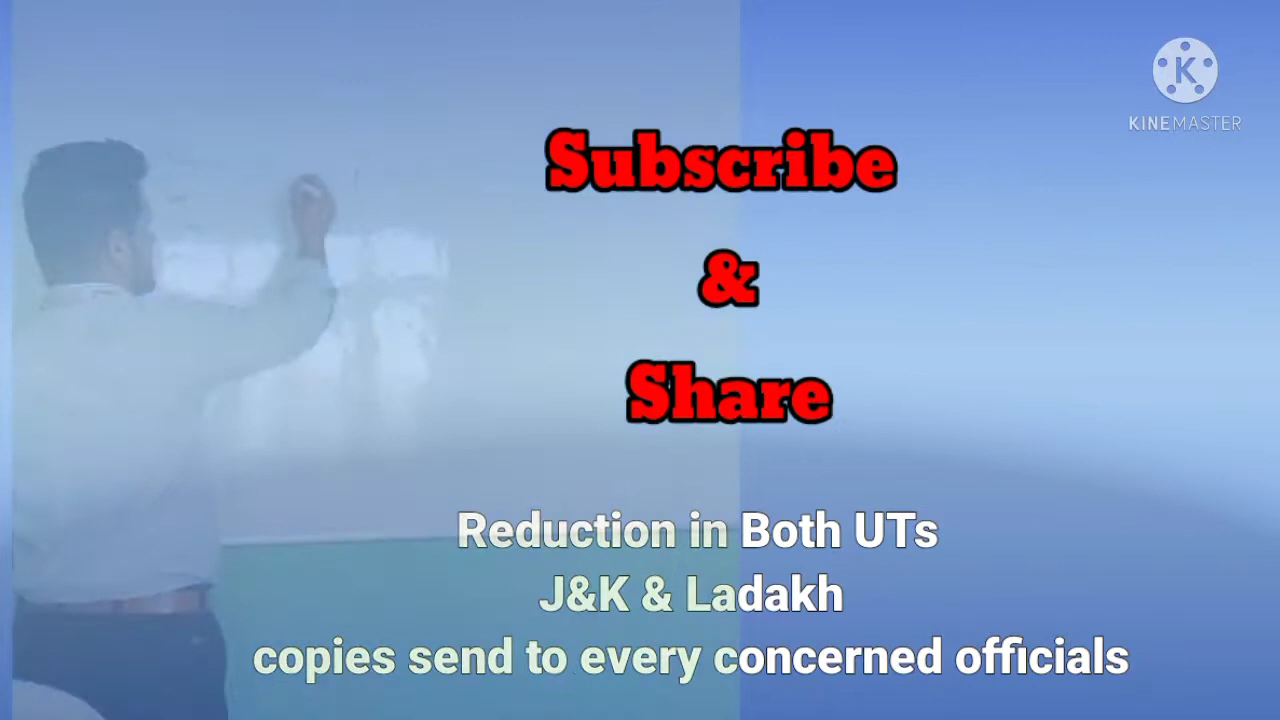 K
KINEMASTER
Subscribe
&
Share
Reduction in Both UTs
J&K & Ladakh
copies send to every concerned officials